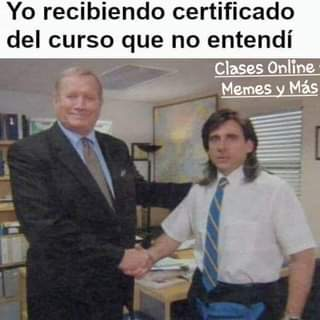 Yo recibiendo certificado
del curso que no entendí
Clases Online
Memes y Más